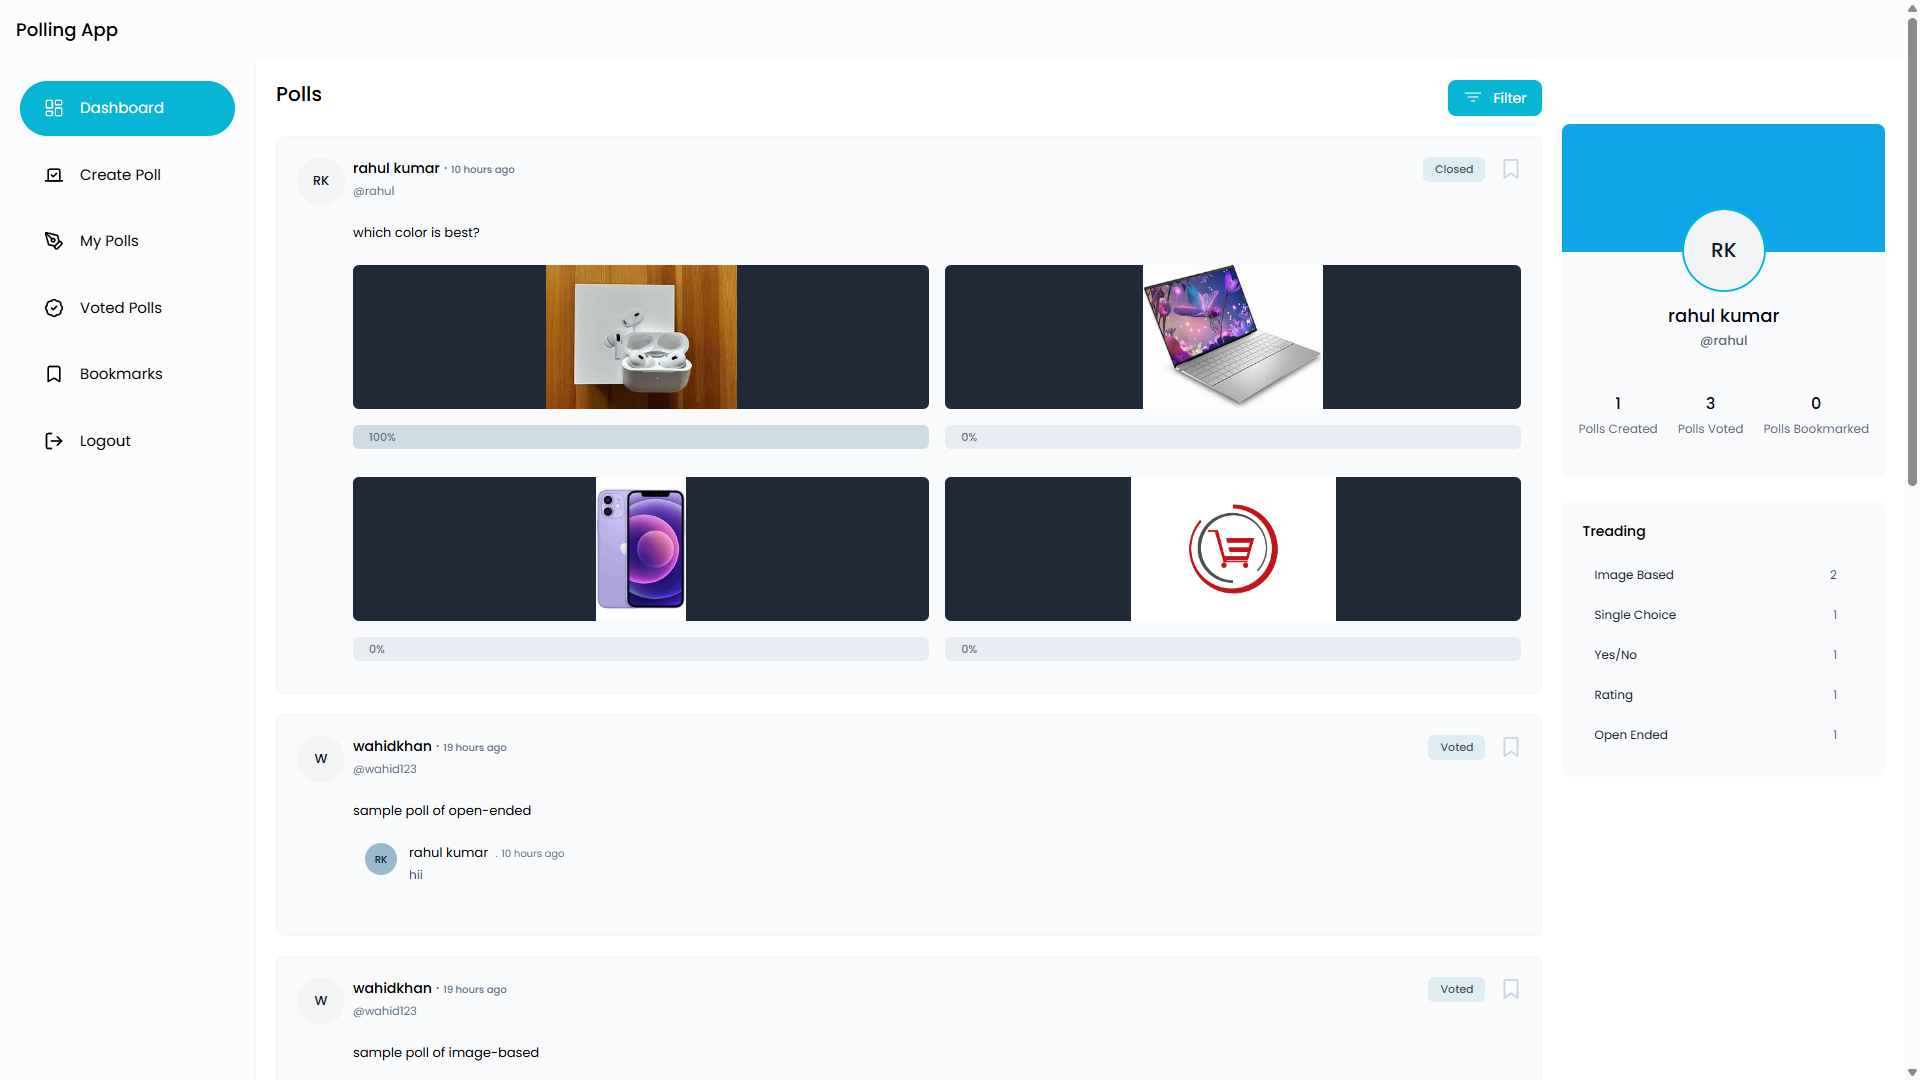 Polling App
Dashboard
Create Poll
My Polls
Voted Polls
Bookmarks
Logout
Polls
Filter
RK
rahul kumar · 10 hours ago
@rahul
Closed
which color is best?
100%
0%
0%
0%
W
wahidkhan · 19 hours ago
@wahid123
Voted
sample poll of open-ended
RK
rahul kumar . 10 hours ago
hii
W
wahidkhan · 19 hours ago
@wahid123
Voted
sample poll of image-based
RK
rahul kumar
@rahul
1 3 0
Polls Created Polls Voted Polls Bookmarked
Treading
Image Based 2
Single Choice 1
Yes/No 1
Rating 1
Open Ended 1